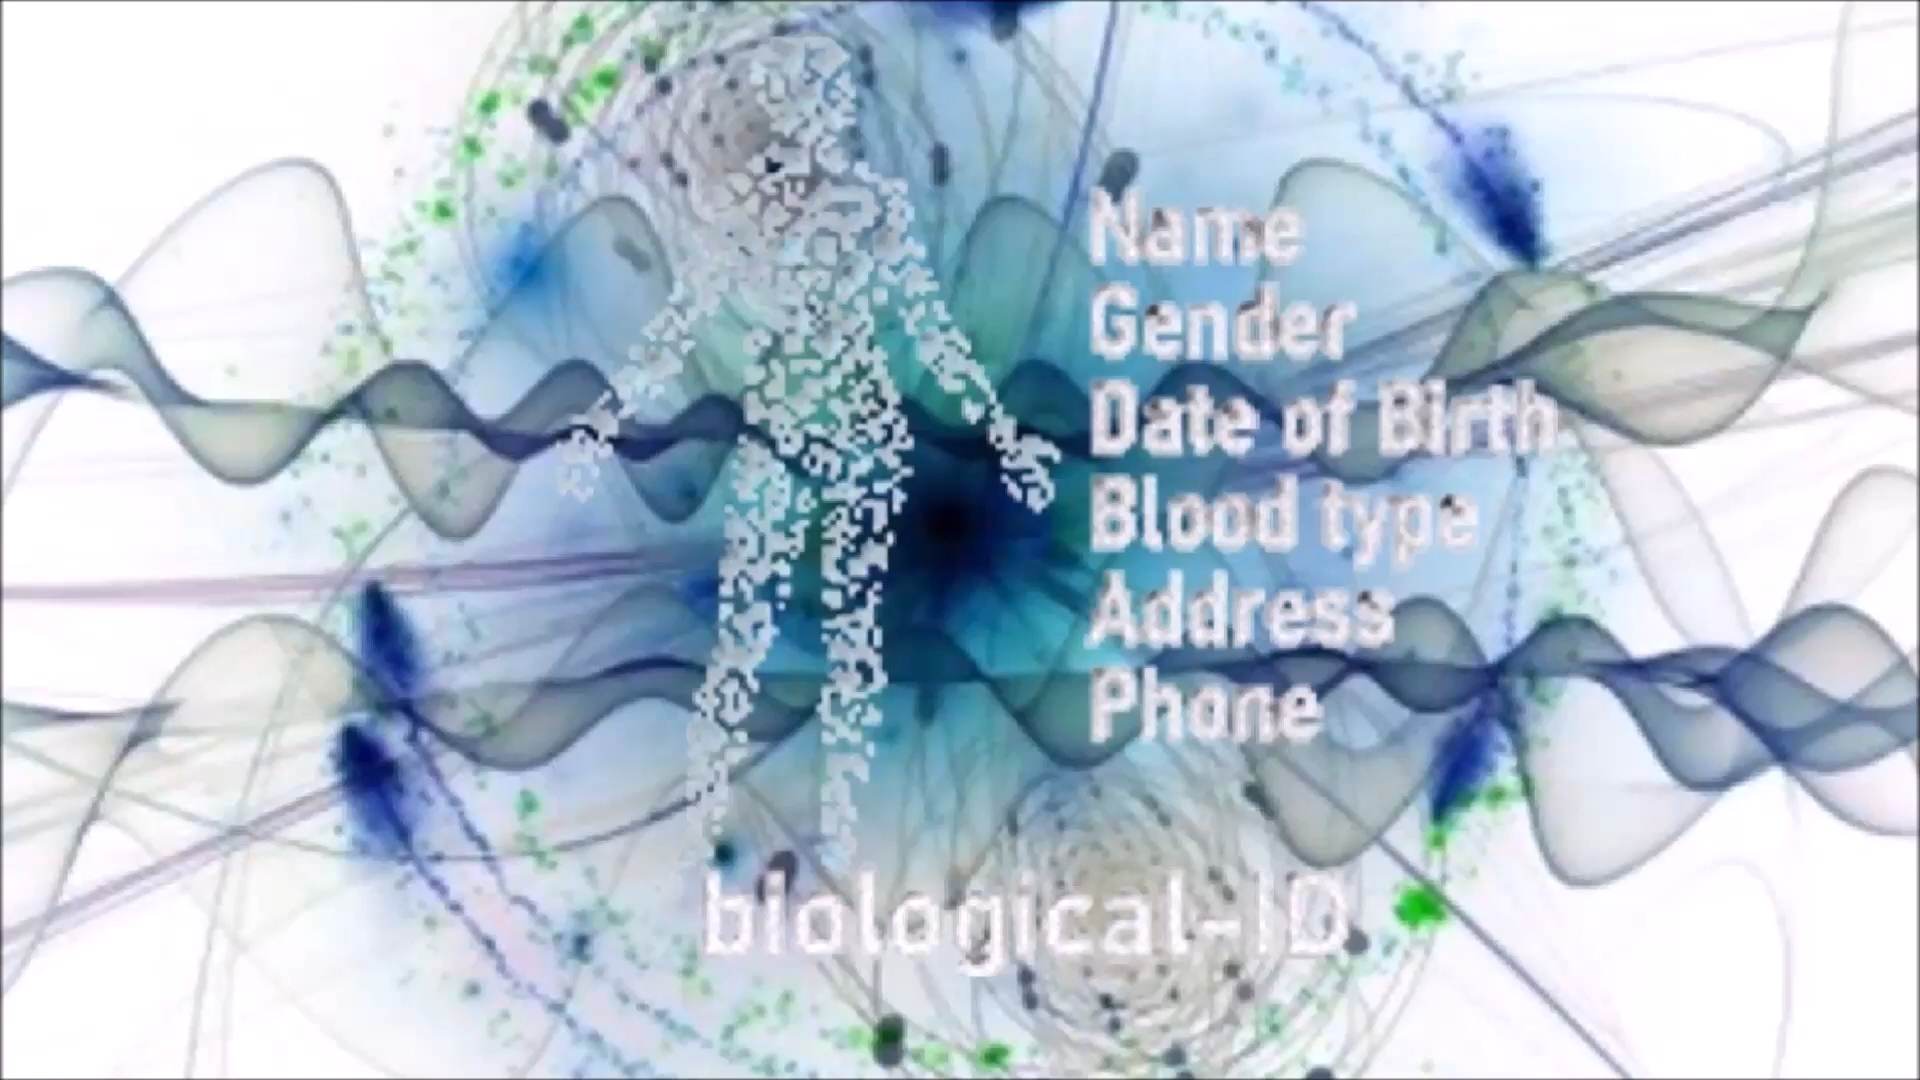 Name
Gender
Date of Birth
Blood type
Address
Phone
biological-ID